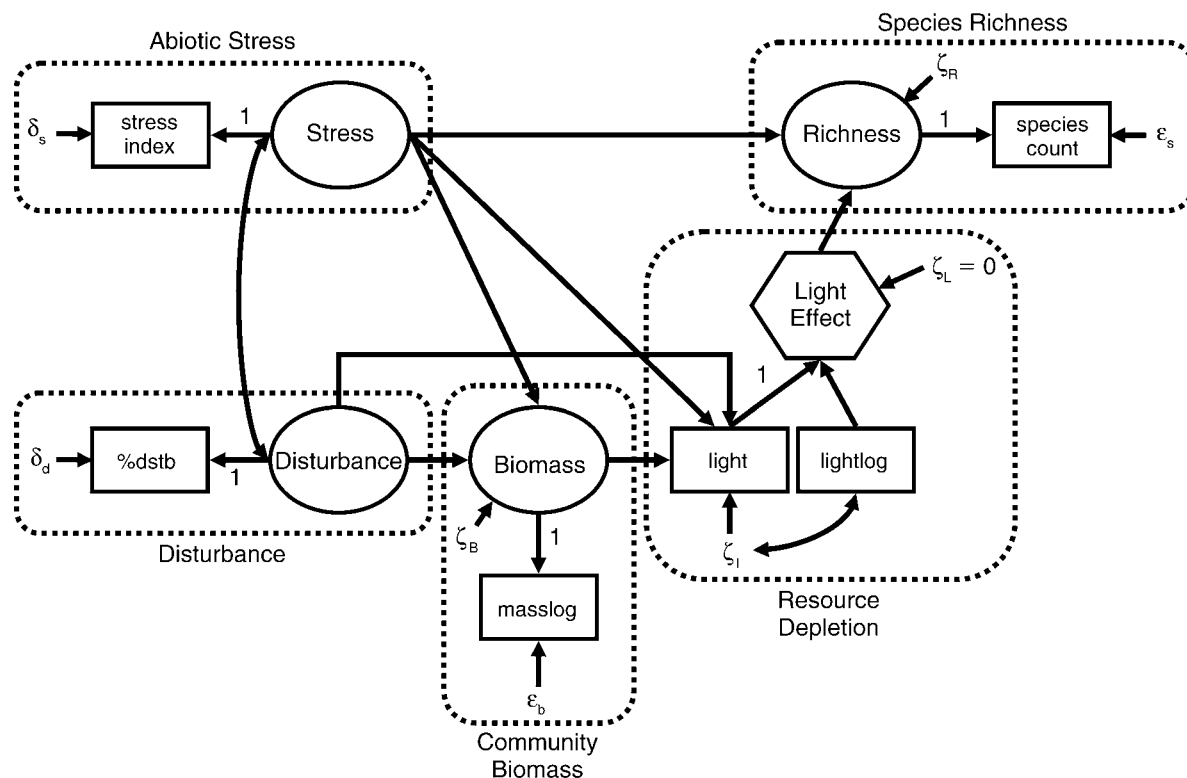 Abiotic Stress
Species Richness
δs
stress
index
1
Stress
Richness
ζR
1
species
count
εs
Light
Effect
ζL = 0
1
δd
%dstb
1
Disturbance
Biomass
light
lightlog
ζB
1
ζI
Disturbance
masslog
Resource
Depletion
εb
Community
Biomass